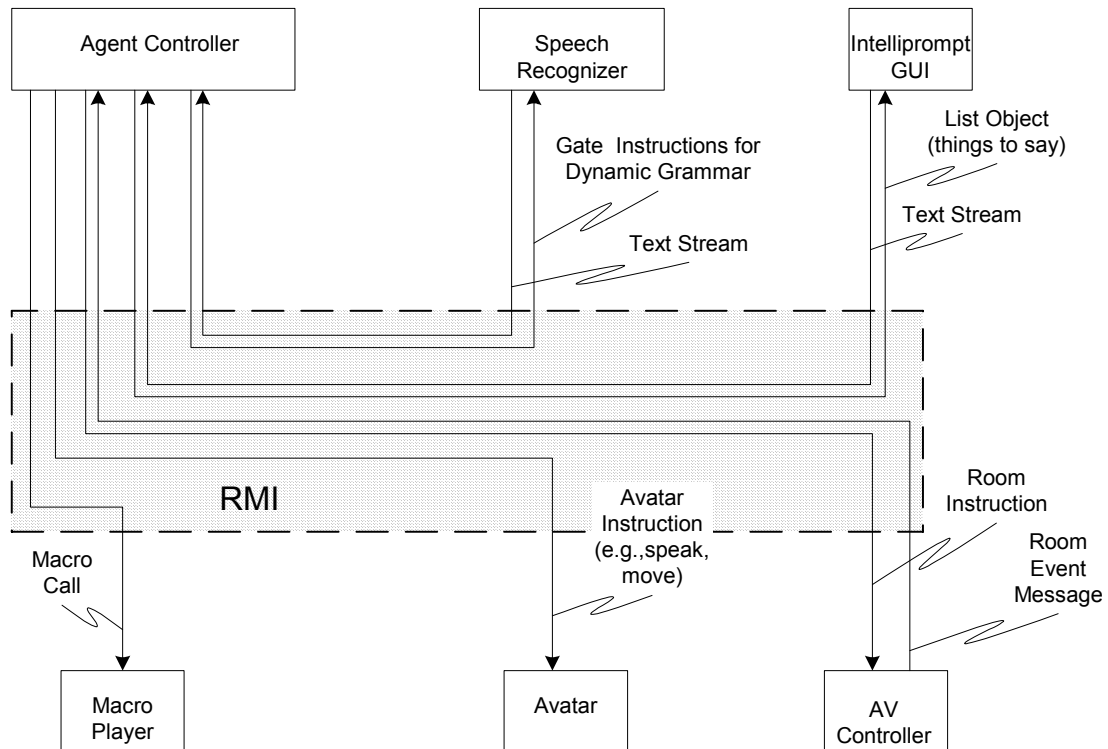 Agent Controller
Speech
Recognizer
Intelliprompt
GUI
List Object
(things to say)
Gate  Instructions for
Dynamic Grammar
Text Stream
Text Stream
RMI
Avatar
Instruction
(e.g.,speak,
move)
Room
Instruction
Room
Event
Message
Macro
Call
Macro
Player
Avatar
AV
Controller